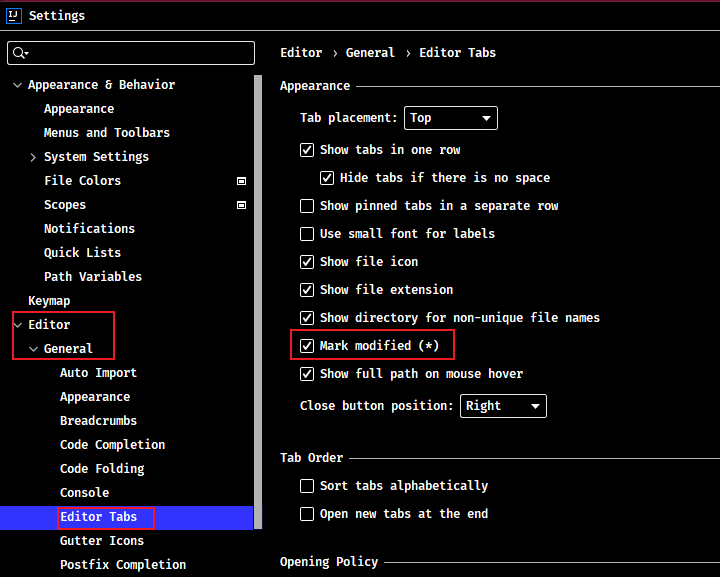 IJ Settings
Appearance & Behavior
Appearance
Menus and Toolbars
System Settings
File Colors
Scopes
Notifications
Quick Lists
Path Variables
Keymap
Editor
General
Auto Import
Appearance
Breadcrumbs
Code Completion
Code Folding
Console
Editor Tabs
Gutter Icons
Postfix Completion
Editor › General › Editor Tabs
Appearance
Tab placement: Top
Show tabs in one row
Hide tabs if there is no space
Show pinned tabs in a separate row
Use small font for labels
Show file icon
Show file extension
Show directory for non-unique file names
Mark modified (*)
Show full path on mouse hover
Close button position: Right
Tab Order
Sort tabs alphabetically
Open new tabs at the end
Opening Policy